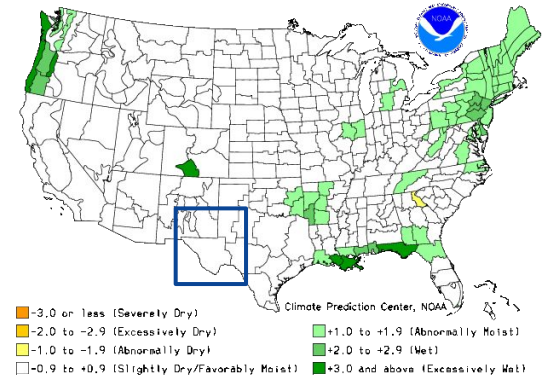 NOAA
Climate Prediction Center, NOAA
-3.0 or less (Severely Dry)
-2.0 to -2.9 (Excessively Dry)
-1.0 to -1.9 (Abnormally Dry)
-0.9 to +0.9 (Slightly Dry/Favorably Moist)
+1.0 to +1.9 (Abnormally Moist)
+2.0 to +2.9 (Wet)
+3.0 and above (Excessively Wet)